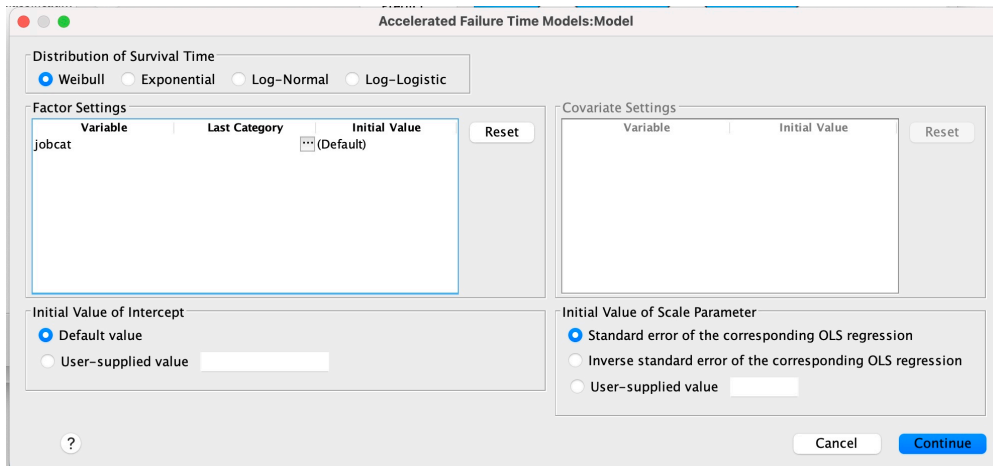 Accelerated Failure Time Models:Model
Distribution of Survival Time
Weibull Exponential Log-Normal Log-Logistic
Factor Settings
Variable Last Category Initial Value
jobcat ... (Default)
Reset
Covariate Settings
Variable Initial Value
Reset
Initial Value of Intercept
Default value
User-supplied value
Initial Value of Scale Parameter
Standard error of the corresponding OLS regression
Inverse standard error of the corresponding OLS regression
User-supplied value
? Cancel Continue